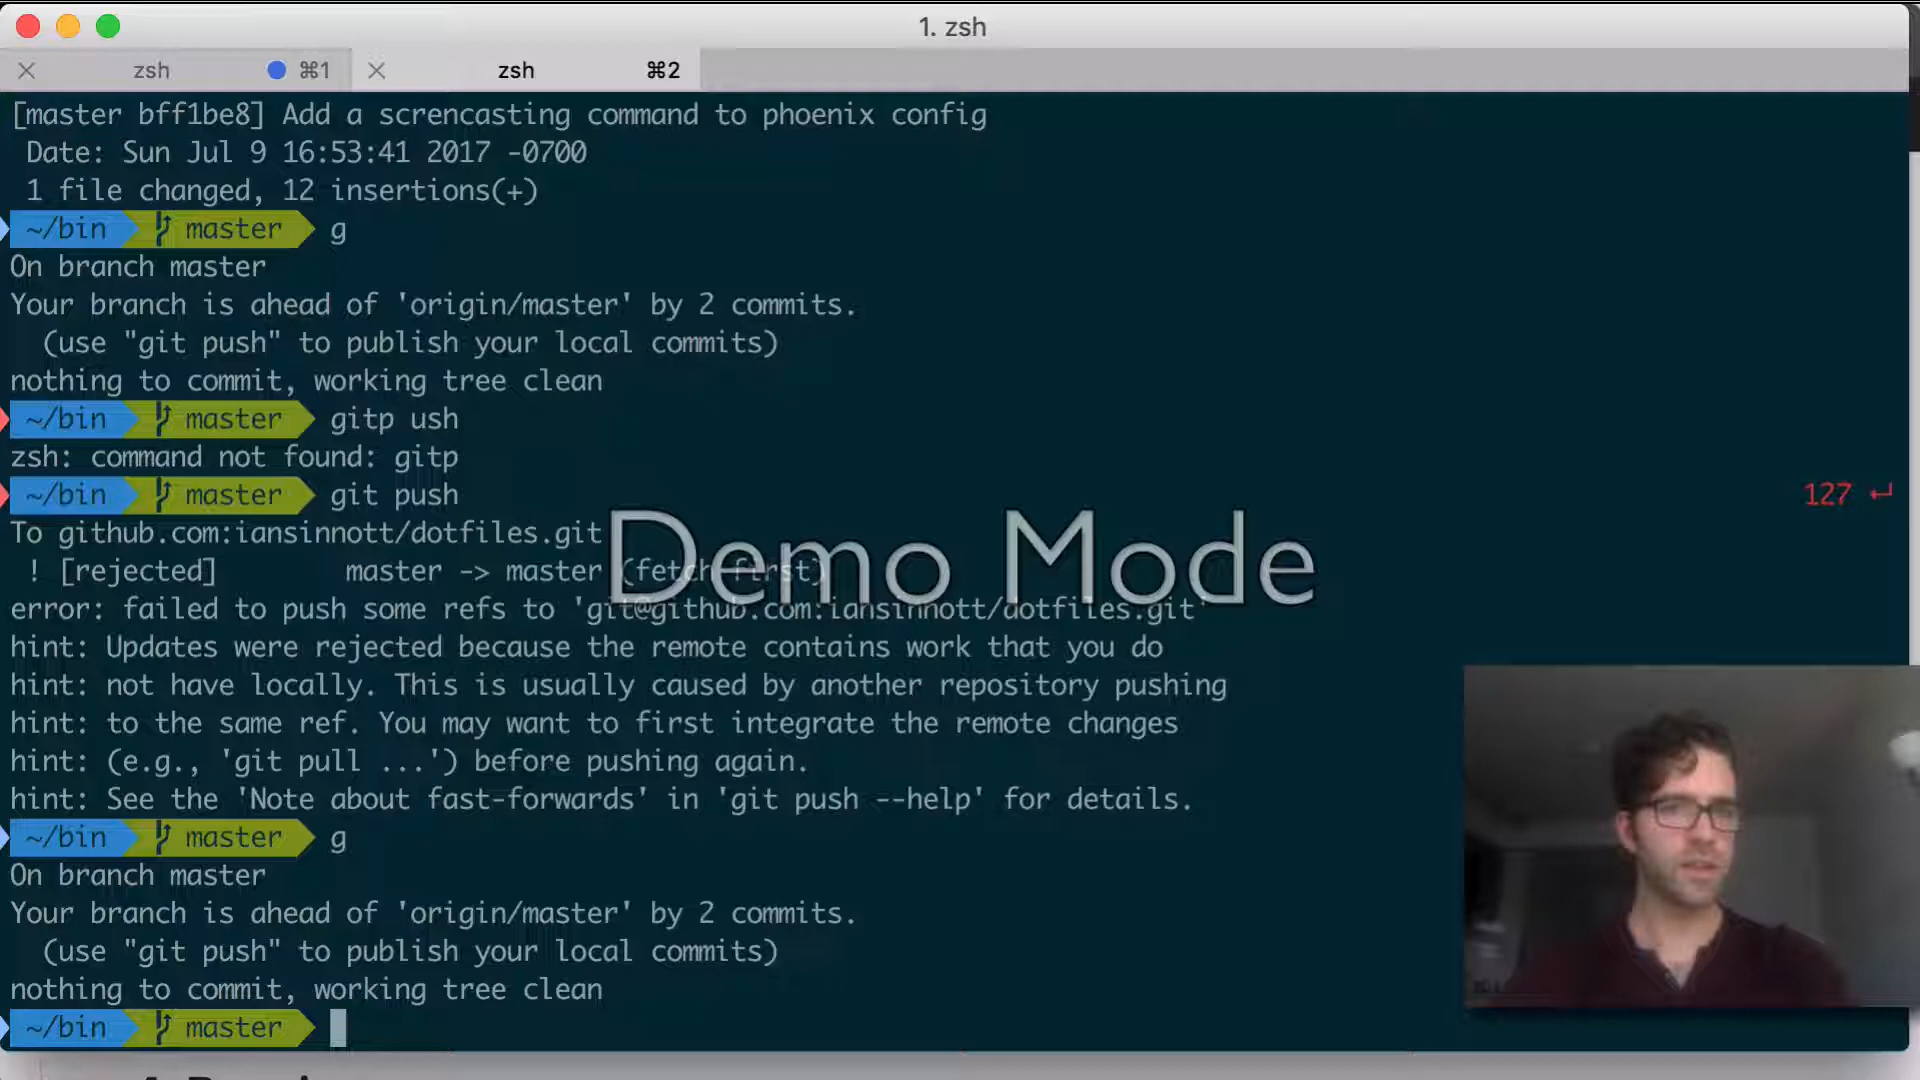 1. zsh
zsh ⌘1 zsh ⌘2
[master bff1be8] Add a screncasting command to phoenix config
Date: Sun Jul 9 16:53:41 2017 -0700
1 file changed, 12 insertions(+)
~/bin master g
On branch master
Your branch is ahead of 'origin/master' by 2 commits.
(use "git push" to publish your local commits)
nothing to commit, working tree clean
~/bin master gitp ush
zsh: command not found: gitp
~/bin master git push 127 ↵
To github.com:iansinnott/dotfiles.git
! [rejected] master -> master (fetch first)
Demo Mode
error: failed to push some refs to 'git@github.com:iansinnott/dotfiles.git'
hint: Updates were rejected because the remote contains work that you do
hint: not have locally. This is usually caused by another repository pushing
hint: to the same ref. You may want to first integrate the remote changes
hint: (e.g., 'git pull ...') before pushing again.
hint: See the 'Note about fast-forwards' in 'git push --help' for details.
~/bin master g
On branch master
Your branch is ahead of 'origin/master' by 2 commits.
(use "git push" to publish your local commits)
nothing to commit, working tree clean
~/bin master